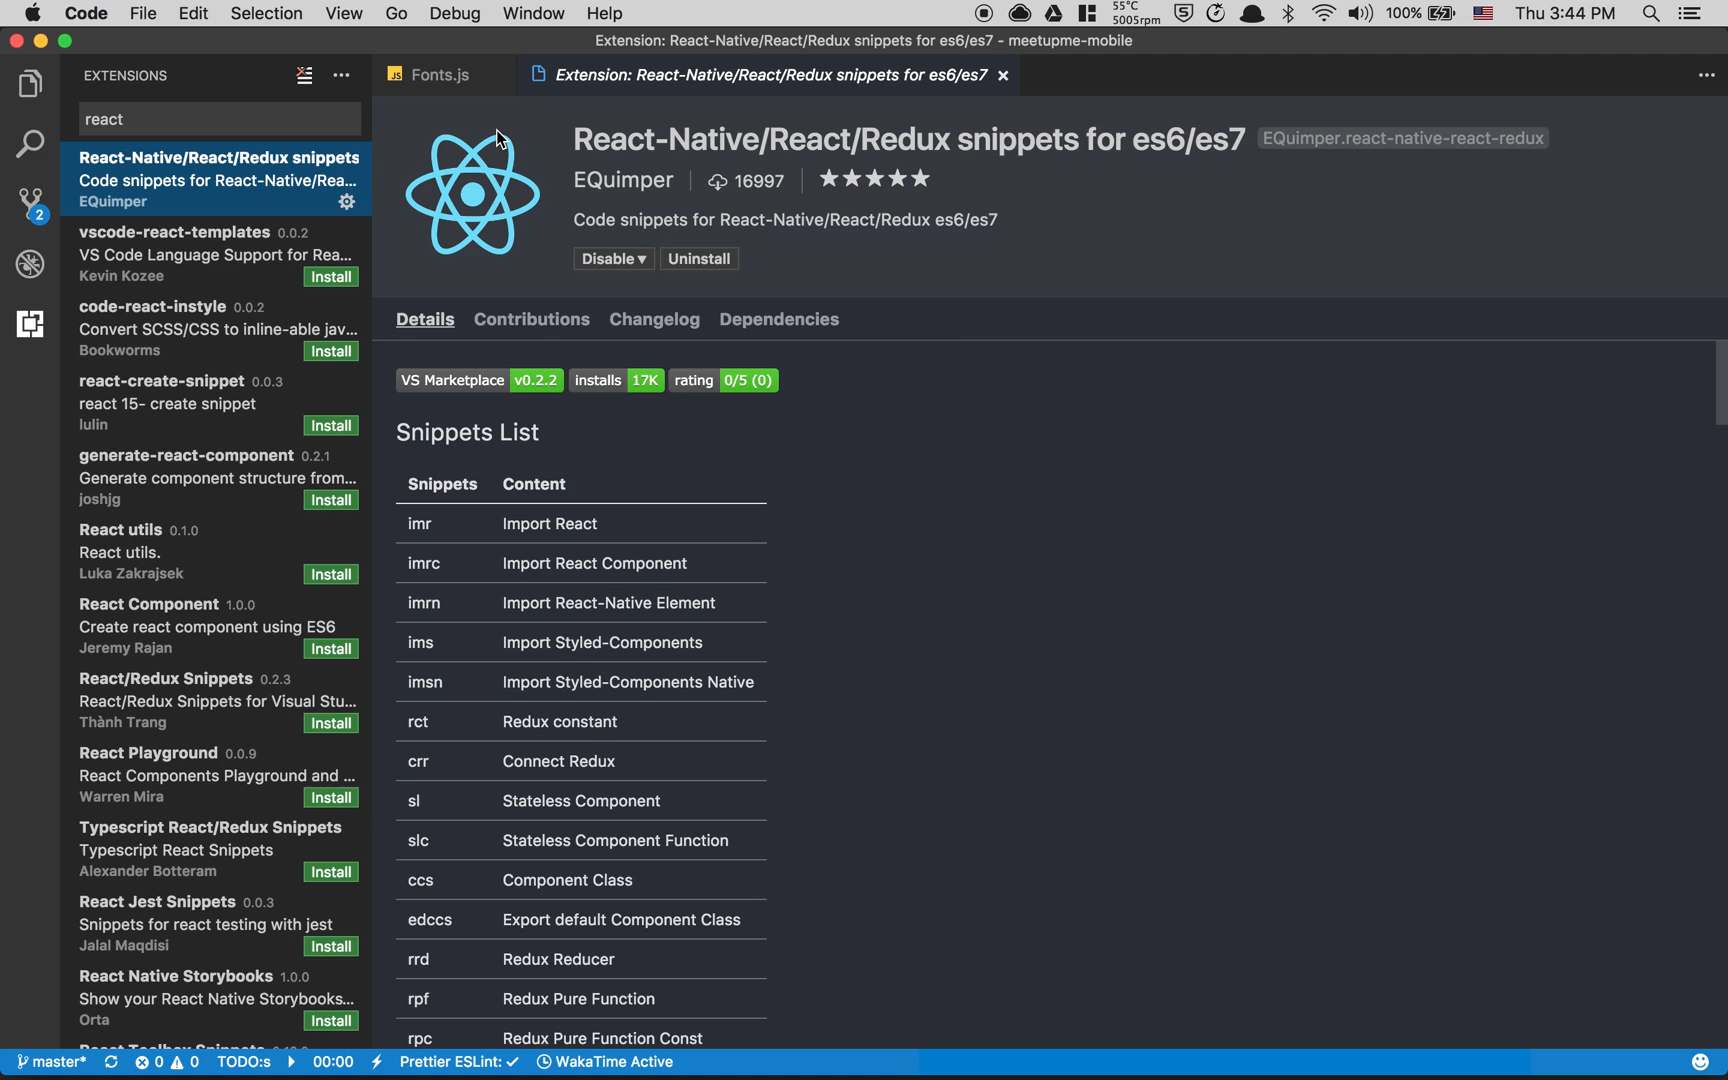 Code File Edit Selection View Go Debug Window Help
55°C
5005rpm
100%
Thu 3:44 PM
Extension: React-Native/React/Redux snippets for es6/es7 - meetupme-mobile
EXTENSIONS
react
React-Native/React/Redux snippets
Code snippets for React-Native/Rea...
EQuimper
vscode-react-templates 0.0.2
VS Code Language Support for Rea...
Kevin Kozee Install
code-react-instyle 0.0.2
Convert SCSS/CSS to inline-able jav...
Bookworms Install
react-create-snippet 0.0.3
react 15- create snippet
lulin Install
generate-react-component 0.2.1
Generate component structure from...
joshjg Install
React utils 0.1.0
React utils.
Luka Zakrajsek Install
React Component 1.0.0
Create react component using ES6
Jeremy Rajan Install
React/Redux Snippets 0.2.3
React/Redux Snippets for Visual Stu...
Thành Trang Install
React Playground 0.0.9
React Components Playground and ...
Warren Mira Install
Typescript React/Redux Snippets
Typescript React Snippets
Alexander Botteram Install
React Jest Snippets 0.0.3
Snippets for react testing with jest
Jalal Maqdisi Install
React Native Storybooks 1.0.0
Show your React Native Storybooks...
Orta Install
2
JS Fonts.js
Extension: React-Native/React/Redux snippets for es6/es7
React-Native/React/Redux snippets for es6/es7 EQuimper.react-native-react-redux
EQuimper 16997 ★★★★★
Code snippets for React-Native/React/Redux es6/es7
Disable▼ Uninstall
Details Contributions Changelog Dependencies
VS Marketplace v0.2.2 installs 17K rating 0/5 (0)
Snippets List
Snippets Content
imr Import React
imrc Import React Component
imrn Import React-Native Element
ims Import Styled-Components
imsn Import Styled-Components Native
rct Redux constant
crr Connect Redux
sl Stateless Component
slc Stateless Component Function
ccs Component Class
edccs Export default Component Class
rrd Redux Reducer
rpf Redux Pure Function
rpc Redux Pure Function Const
master* 0 0 TODO:s 00:00 Prettier ESLint: ✓ WakaTime Active